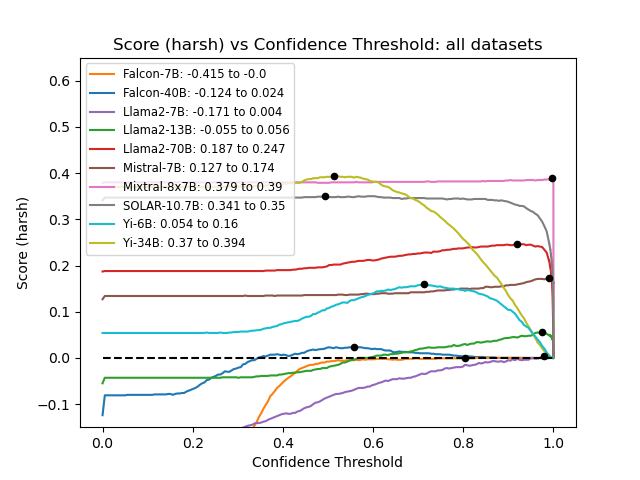 Score (harsh) vs Confidence Threshold: all datasets
Falcon-7B: -0.415 to -0.0
Falcon-40B: -0.124 to 0.024
Llama2-7B: -0.171 to 0.004
Llama2-13B: -0.055 to 0.056
Llama2-70B: 0.187 to 0.247
Mistral-7B: 0.127 to 0.174
Mixtral-8x7B: 0.379 to 0.39
SOLAR-10.7B: 0.341 to 0.35
Yi-6B: 0.054 to 0.16
Yi-34B: 0.37 to 0.394
Score (harsh)
0.6
0.5
0.4
0.3
0.2
0.1
0.0
−0.1
0.0 0.2 0.4 0.6 0.8 1.0
Confidence Threshold